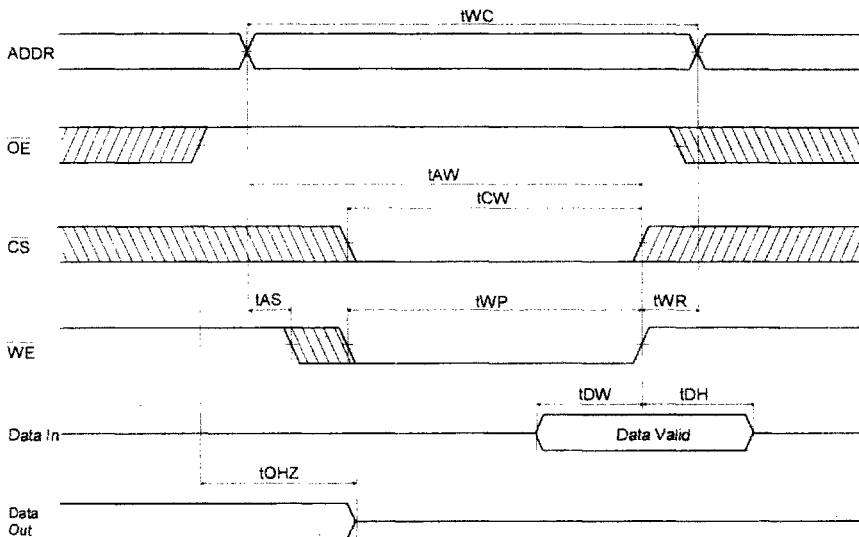 tWC
ADDR
OE
tAW
tCW
CS
tAS
tWP
tWR
WE
tDW
tDH
Data In
Data Valid
tOHZ
Data
Out